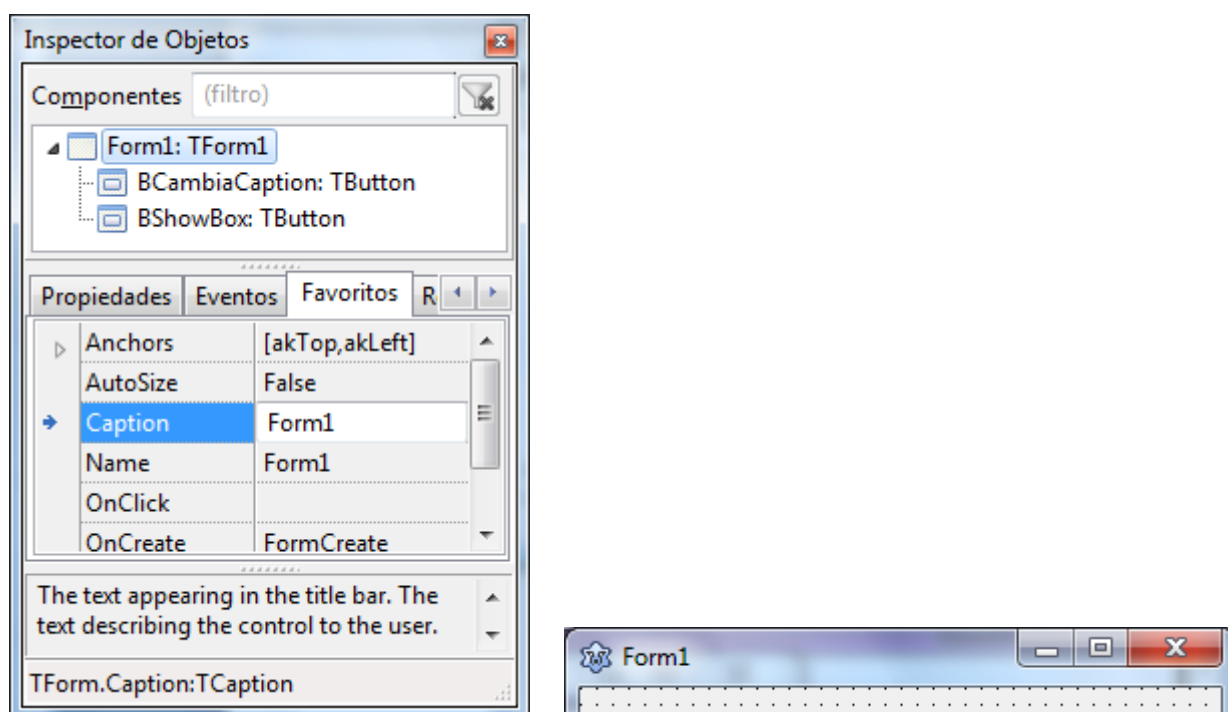 Inspector de Objetos
Componentes (filtro)
Form1: TForm1
BCambiaCaption: TButton
BShowBox: TButton
Propiedades Eventos Favoritos R
Anchors [akTop,akLeft]
AutoSize False
Caption Form1
Name Form1
OnClick
OnCreate FormCreate
The text appearing in the title bar. The
text describing the control to the user.
TForm.Caption:TCaption
Form1